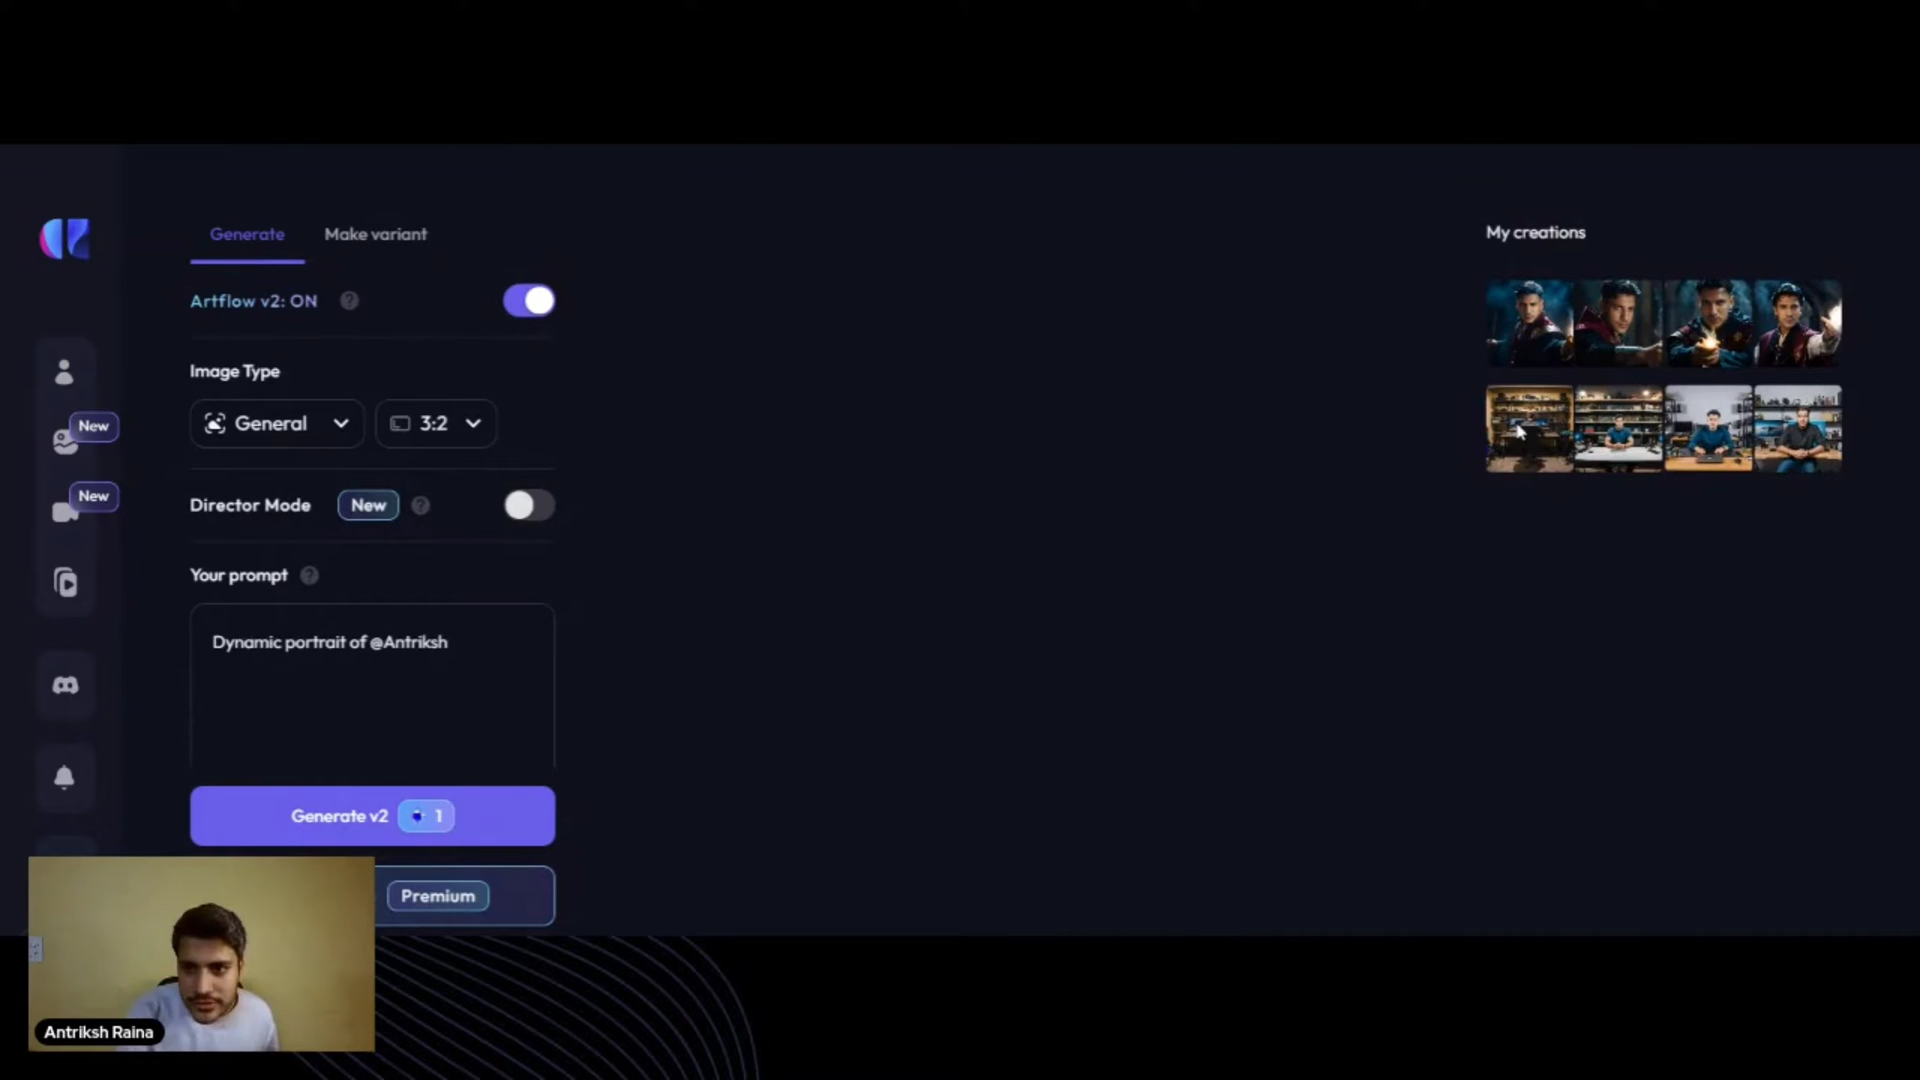 Generate
Make variant
My creations
Artflow v2: ON
Image Type
General
3:2
New
New
Director Mode
New
Your prompt
Dynamic portrait of @Antriksh
Generate v2
1
Premium
Antriksh Raina